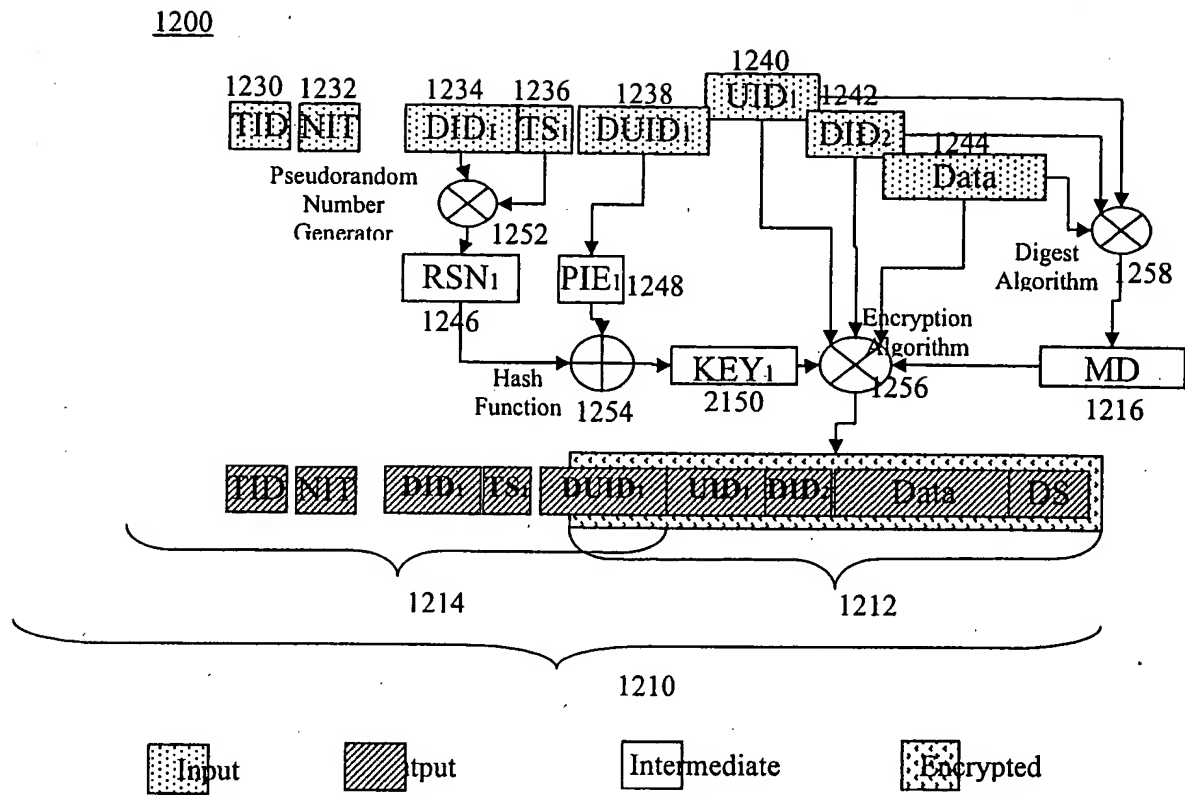 1200
1230 1232 1234 1236 1238 1240
TID NIT DID1 TS1 DUID1 UID1 1242
DID2 1244
Data
Pseudorandom
Number
Generator
1252
Digest
Algorithm
1258
RSN1 PIE1 1248
1246
Encryption
Algorithm
Hash
Function
1254
KEY1
2150
1256
MD
1216
TID NIT DID1 TS1 DUID1 UID1 DID2 Data DS
1214 1212
1210
Input tput Intermediate Encrypted